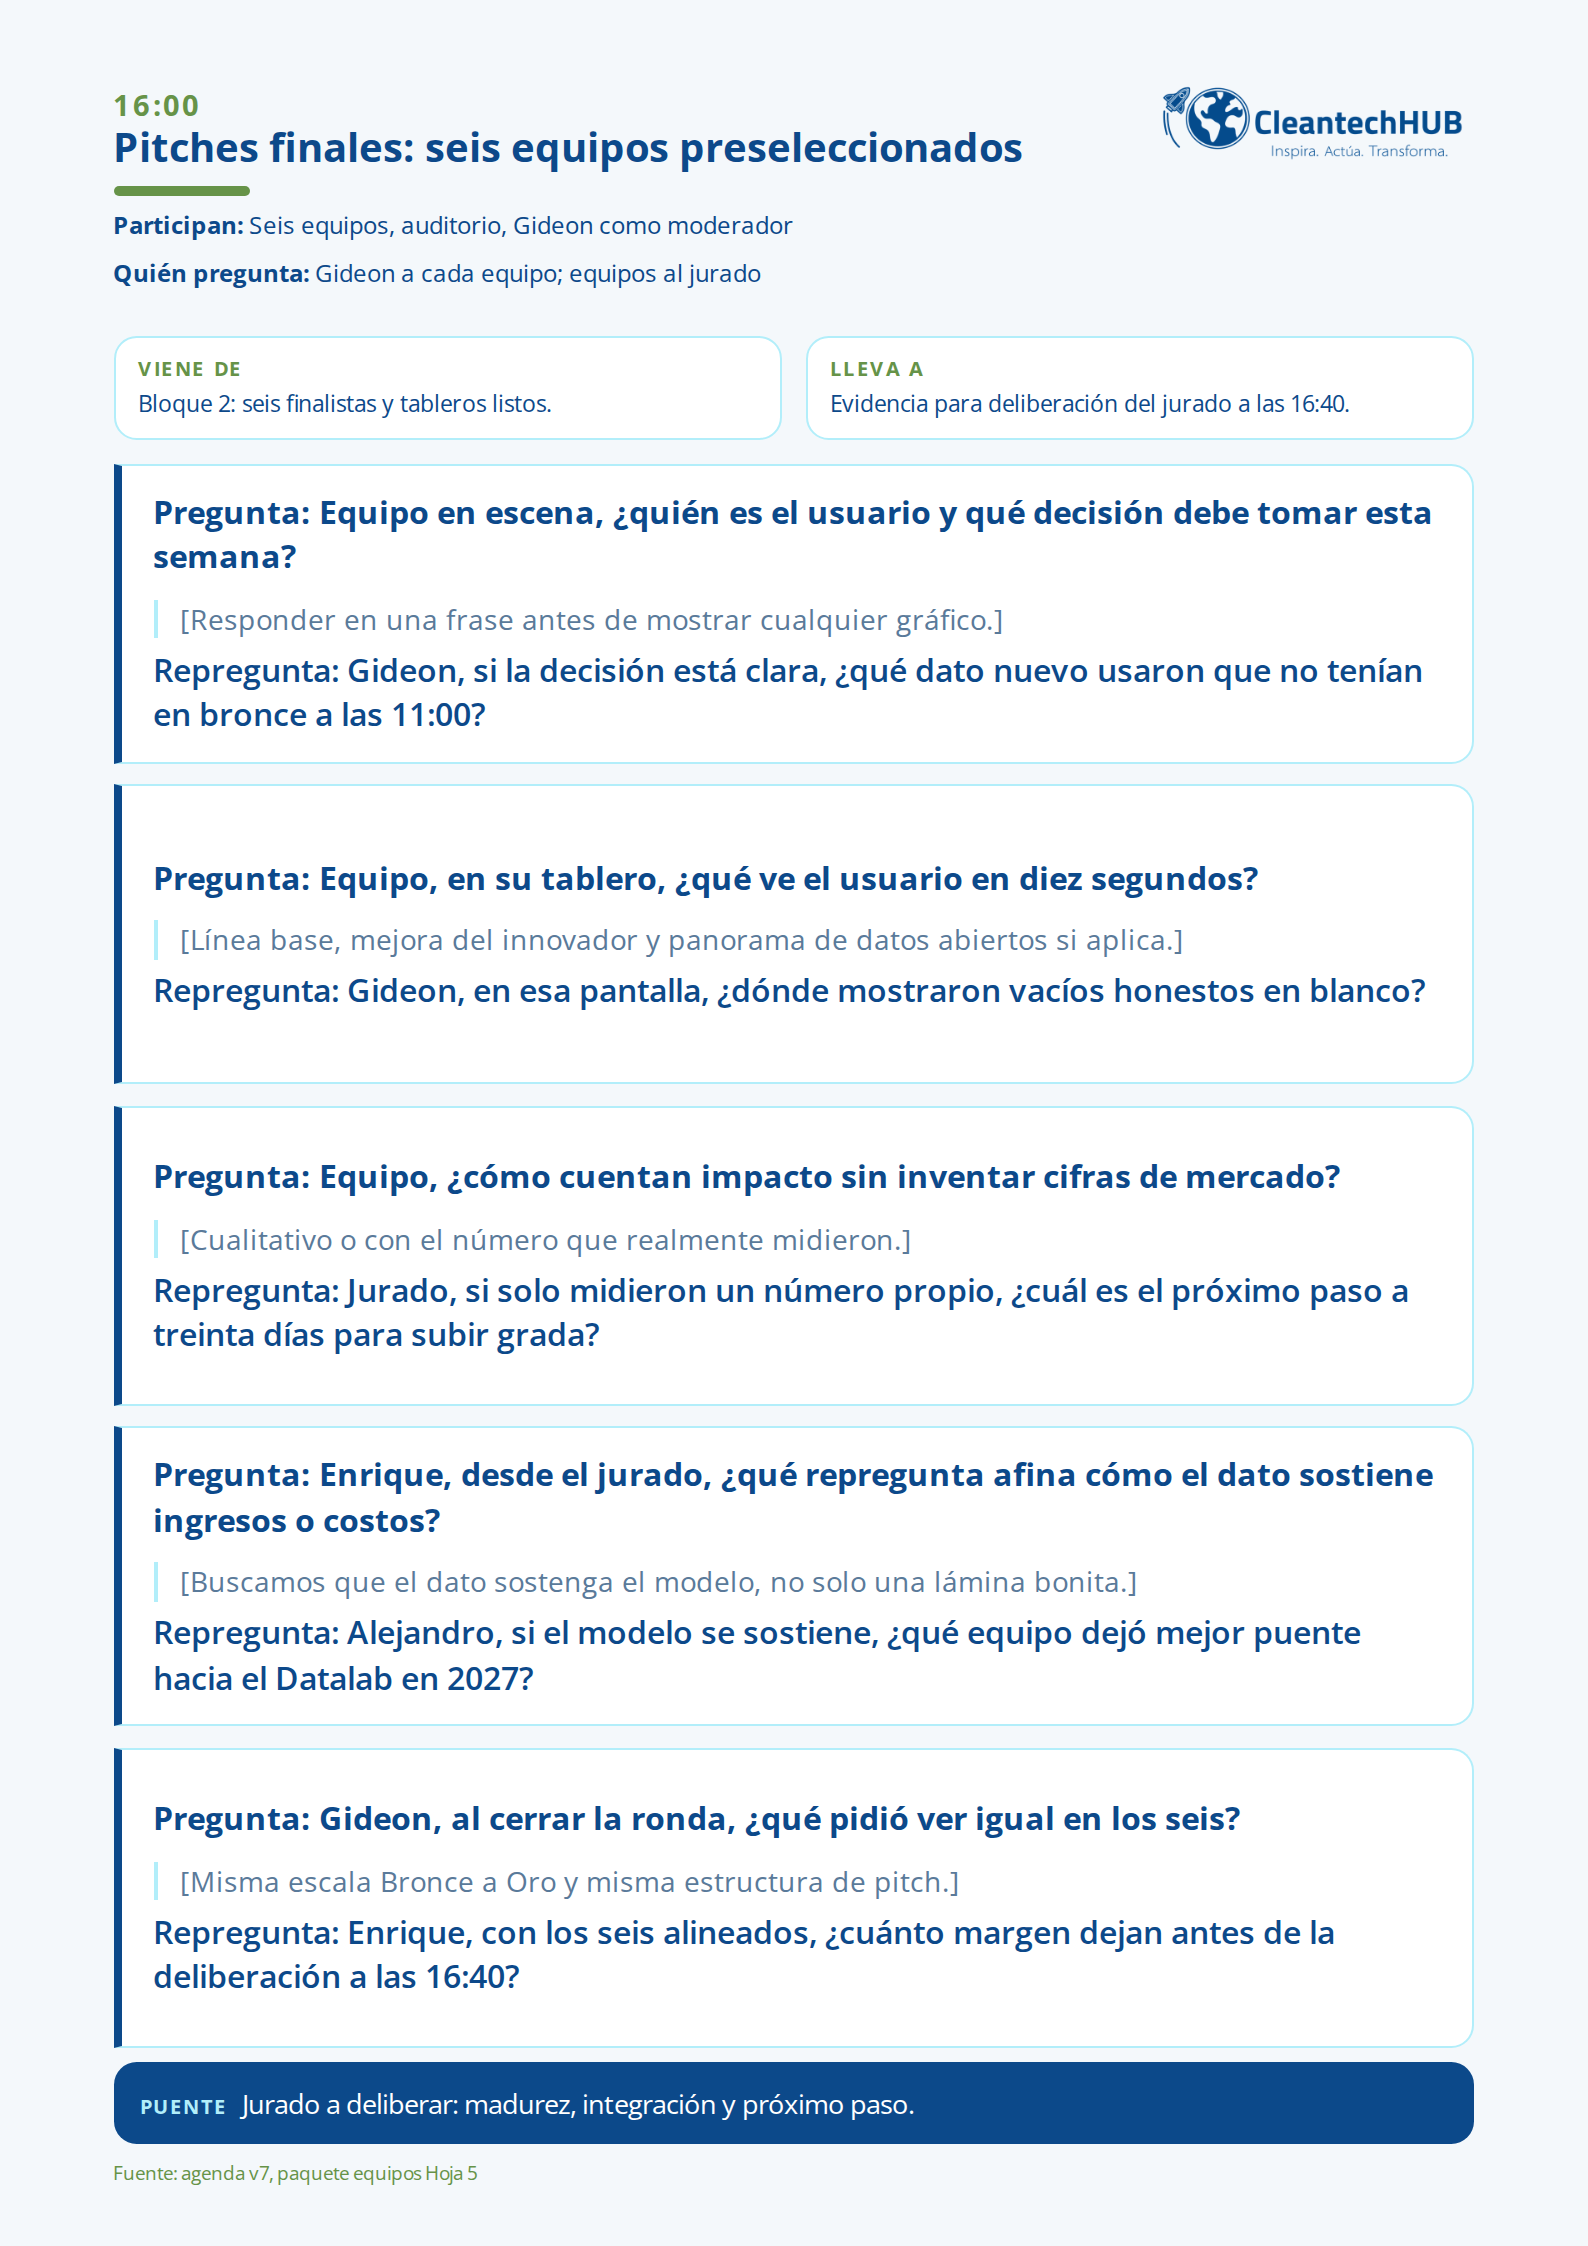 16:00
Pitches finales: seis equipos preseleccionados
CleantechHUB
Inspira. Actúa. Transforma.
Participan: Seis equipos, auditorio, Gideon como moderador
Quién pregunta: Gideon a cada equipo; equipos al jurado
VIENE DE
Bloque 2: seis finalistas y tableros listos.
LLEVA A
Evidencia para deliberación del jurado a las 16:40.
Pregunta: Equipo en escena, ¿quién es el usuario y qué decisión debe tomar esta
semana?
[Responder en una frase antes de mostrar cualquier gráfico.]
Repregunta: Gideon, si la decisión está clara, ¿qué dato nuevo usaron que no tenían
en bronce a las 11:00?
Pregunta: Equipo, en su tablero, ¿qué ve el usuario en diez segundos?
[Línea base, mejora del innovador y panorama de datos abiertos si aplica.]
Repregunta: Gideon, en esa pantalla, ¿dónde mostraron vacíos honestos en blanco?
Pregunta: Equipo, ¿cómo cuentan impacto sin inventar cifras de mercado?
[Cualitativo o con el número que realmente midieron.]
Repregunta: Jurado, si solo midieron un número propio, ¿cuál es el próximo paso a
treinta días para subir grada?
Pregunta: Enrique, desde el jurado, ¿qué repregunta afina cómo el dato sostiene
ingresos o costos?
[Buscamos que el dato sostenga el modelo, no solo una lámina bonita.]
Repregunta: Alejandro, si el modelo se sostiene, ¿qué equipo dejó mejor puente
hacia el Datalab en 2027?
Pregunta: Gideon, al cerrar la ronda, ¿qué pidió ver igual en los seis?
[Misma escala Bronce a Oro y misma estructura de pitch.]
Repregunta: Enrique, con los seis alineados, ¿cuánto margen dejan antes de la
deliberación a las 16:40?
PUENTE Jurado a deliberar: madurez, integración y próximo paso.
Fuente: agenda v7, paquete equipos Hoja 5